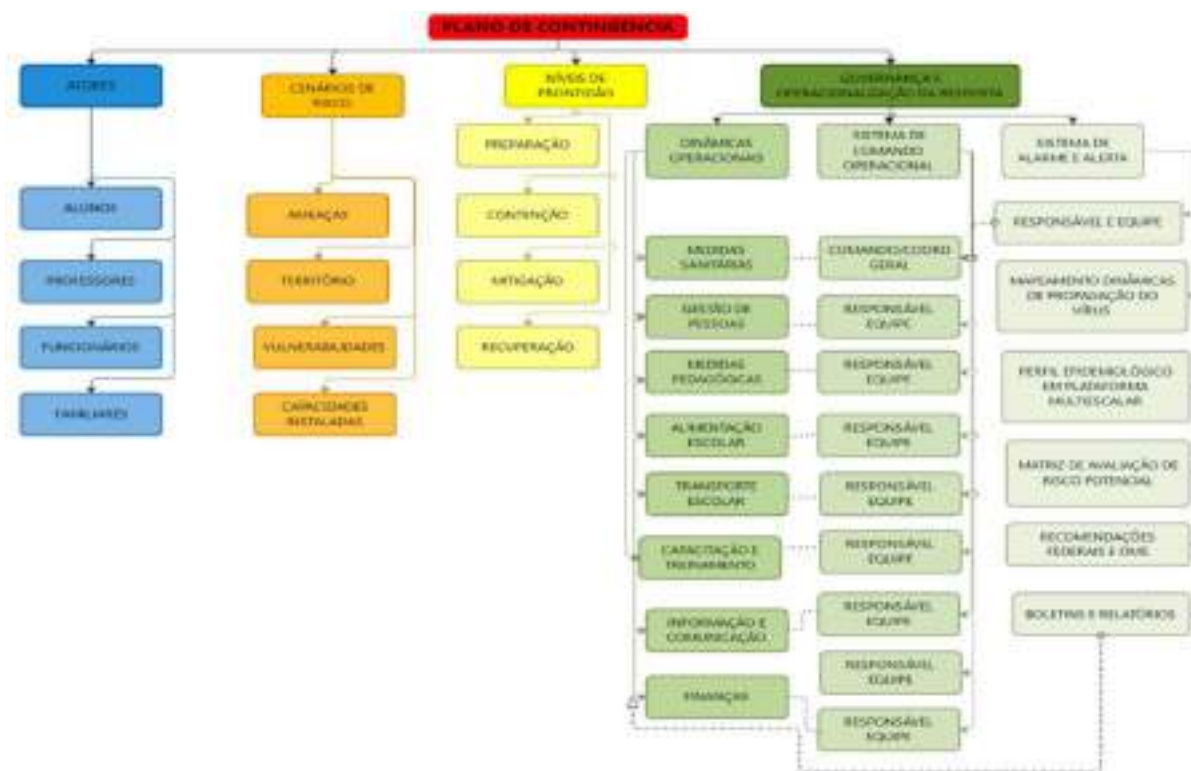 PLANO DE CONTINGÊNCIA
ATORES
CENÁRIOS DE
RISCO
NÍVEIS DE
PRONTIDÃO
GOVERNANÇA E
OPERACIONALIZAÇÃO DA RESPOSTA
ALUNOS
PROFESSORES
FUNCIONÁRIOS
FAMILIARES
AMEAÇAS
TERRITÓRIO
VULNERABILIDADES
CAPACIDADES
INSTALADAS
PREPARAÇÃO
CONTENÇÃO
MITIGAÇÃO
RECUPERAÇÃO
DINÂMICAS
OPERACIONAIS
MEDIDAS
SANITÁRIAS
GESTÃO DE
PESSOAS
MEDIDAS
PEDAGÓGICAS
ALIMENTAÇÃO
ESCOLAR
TRANSPORTE
ESCOLAR
CAPACITAÇÃO E
TREINAMENTO
INFORMAÇÃO E
COMUNICAÇÃO
FINANÇAS
SISTEMA DE
COMANDO
OPERACIONAL
COMANDO/COORD
GERAL
RESPONSÁVEL
EQUIPE
RESPONSÁVEL
EQUIPE
RESPONSÁVEL
EQUIPE
RESPONSÁVEL
EQUIPE
RESPONSÁVEL
EQUIPE
RESPONSÁVEL
EQUIPE
RESPONSÁVEL
EQUIPE
RESPONSÁVEL
EQUIPE
SISTEMA DE
ALARME E ALERTA
RESPONSÁVEL E EQUIPE
MAPEAMENTO DINÂMICAS
DE PROPAGAÇÃO DO
VÍRUS
PERFIL EPIDEMIOLÓGICO
EM PLATAFORMA
MULTIESCALAR
MATRIZ DE AVALIAÇÃO DE
RISCO POTENCIAL
RECOMENDAÇÕES
FEDERAIS E OMS
BOLETINS E RELATÓRIOS